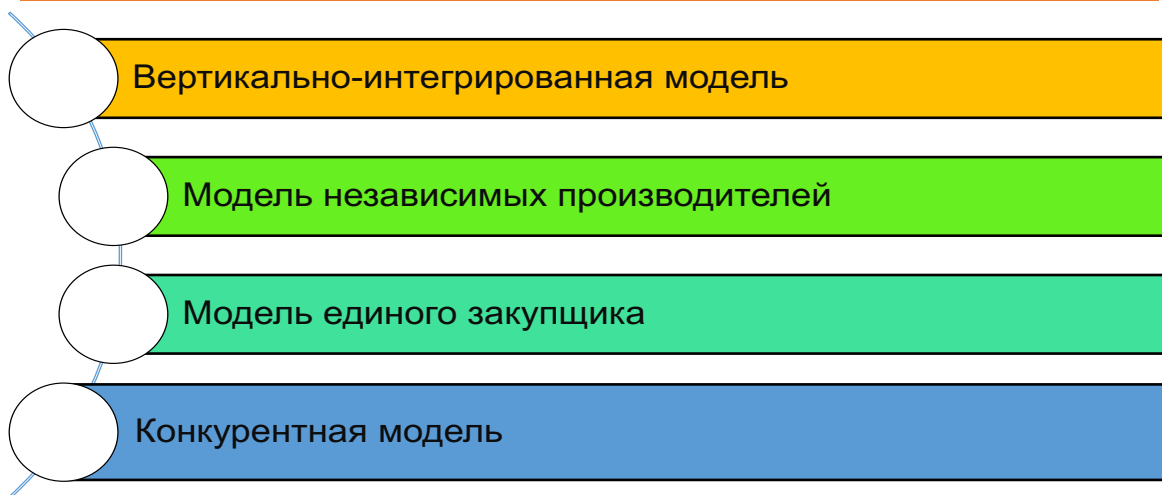 Вертикально-интегрированная модель
Модель независимых производителей
Модель единого закупщика
Конкурентная модель